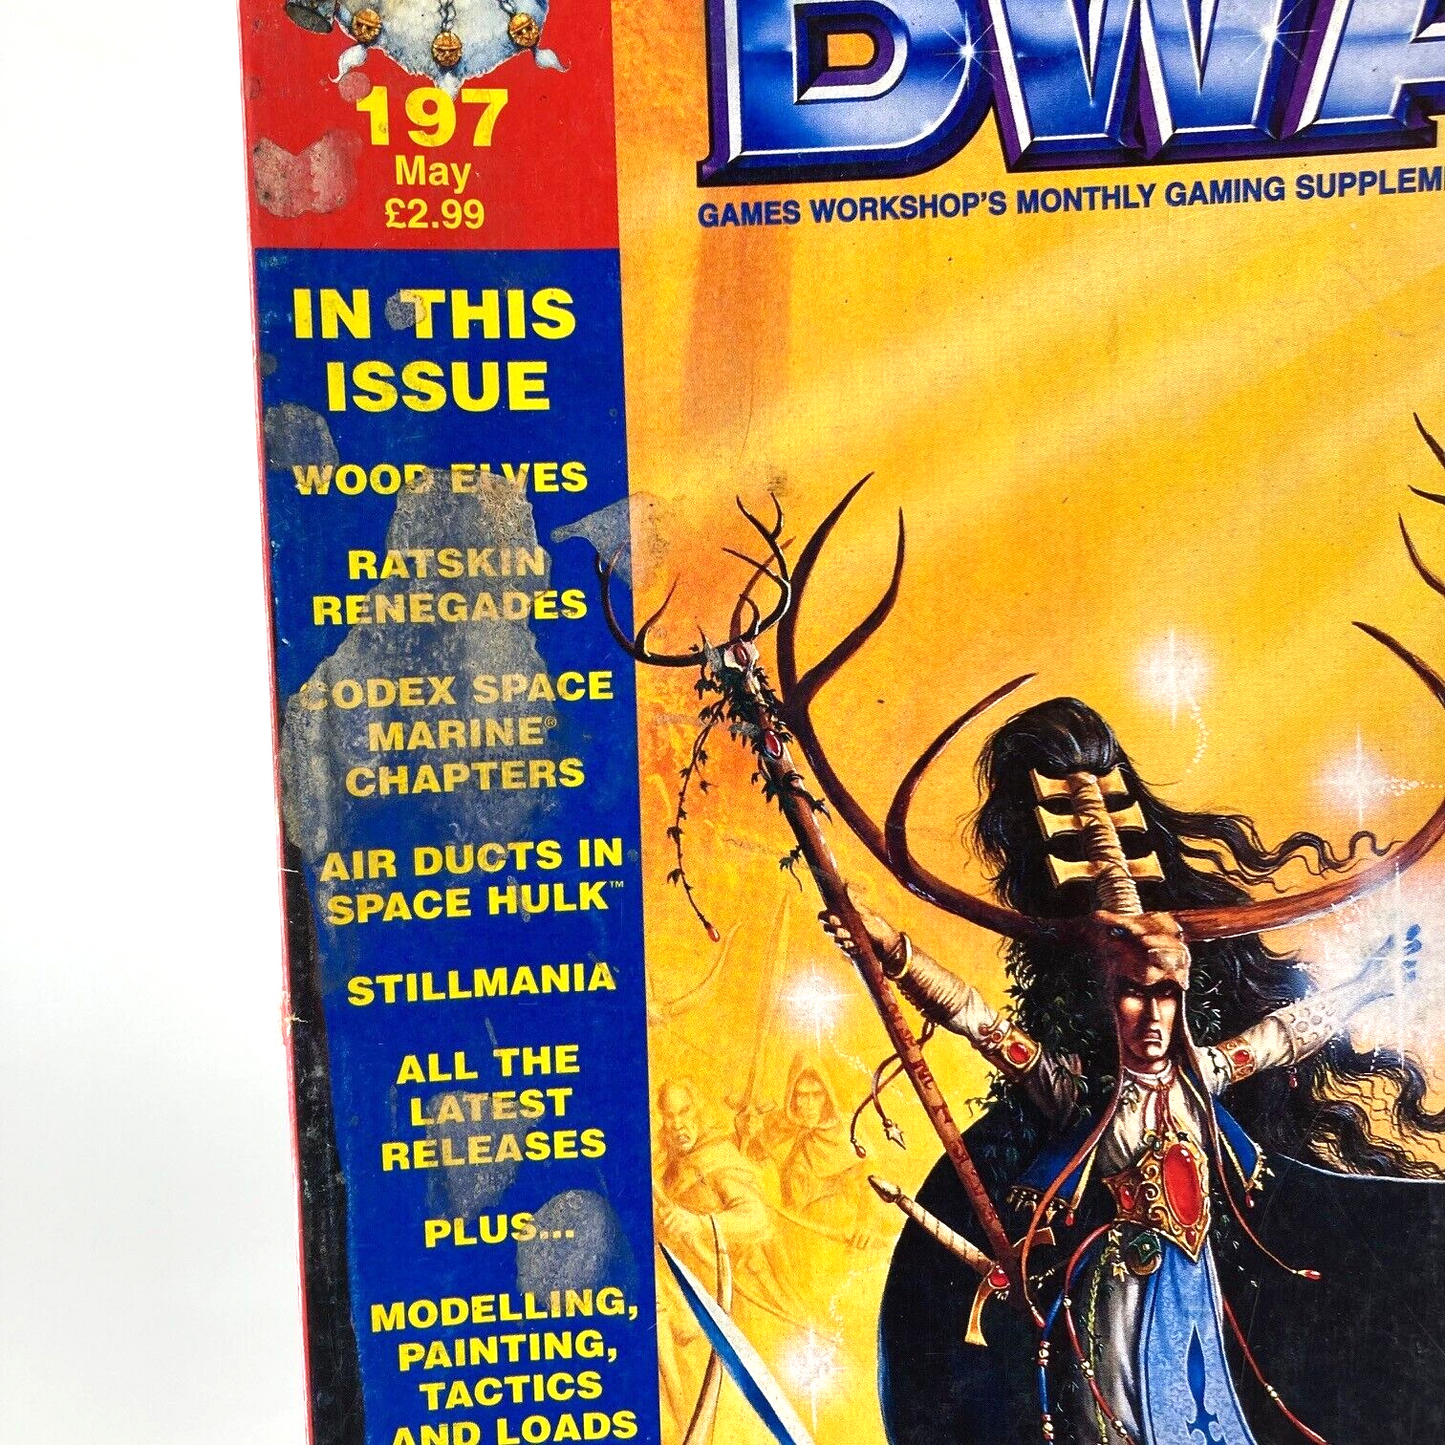 197
May
£2.99
DWA
GAMES WORKSHOP'S MONTHLY GAMING SUPPLEM
IN THIS
ISSUE
WOOD ELVES
RATSKIN
RENEGADES
CODEX SPACE
MARINE®
CHAPTERS
AIR DUCTS IN
SPACE HULK™
STILLMANIA
ALL THE
LATEST
RELEASES
PLUS...
MODELLING,
PAINTING,
TACTICS
AND LOADS